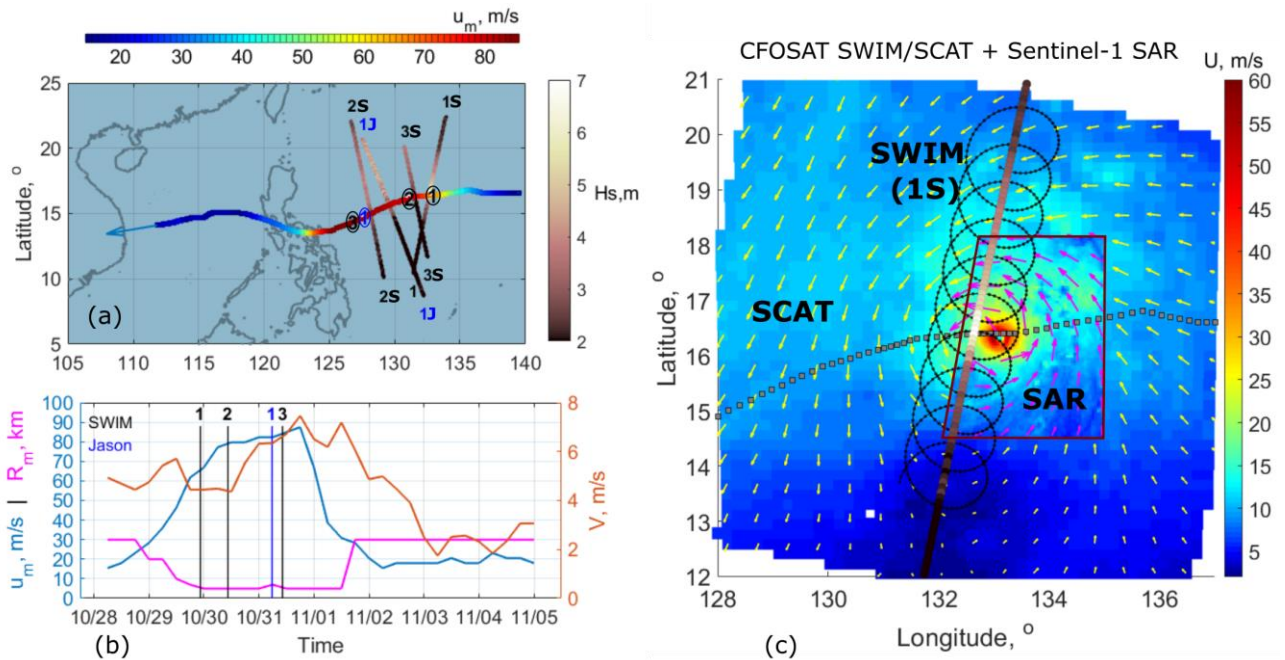 u_m, m/s
20 30 40 50 60 70 80
2S
1J
3S
1S
2
1
3
1
2S
1
3S
1J
25
20
15
10
5
Latitude, °
(a)
105 110 115 120 125 130 135 140
7
6
5
4
3
2
Hs,m
SWIM
Jason
1 2 1 3
100
90
80
70
60
50
40
30
20
10
0
u_m, m/s | R_m, km
8
6
4
2
0
V, m/s
10/28 10/29 10/30 10/31 11/01 11/02 11/03 11/04 11/05
(b)
Time
CFOSAT SWIM/SCAT + Sentinel-1 SAR
U, m/s
21
20
19
18
17
16
15
14
13
12
Latitude, °
SWIM
(1S)
SCAT
SAR
60
55
50
45
40
35
30
25
20
15
10
5
128 130 132 134 136
(c)
Longitude, °